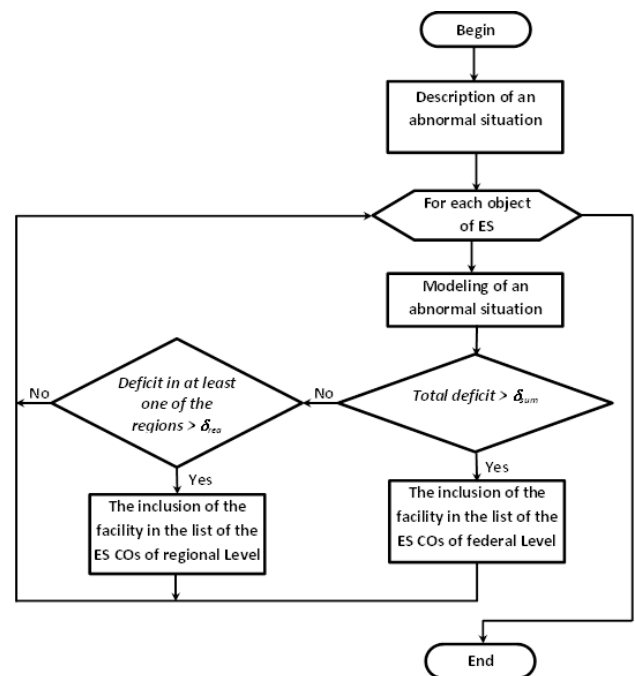 Begin
Description of an
abnormal situation
For each object
of ES
Modeling of an
abnormal situation
Total deficit > δsum
No
Yes
Deficit in at least
one of the
regions > δreg
No
Yes
The inclusion of the
facility in the list of the
ES COs of regional Level
The inclusion of the
facility in the list of the
ES COs of federal Level
End